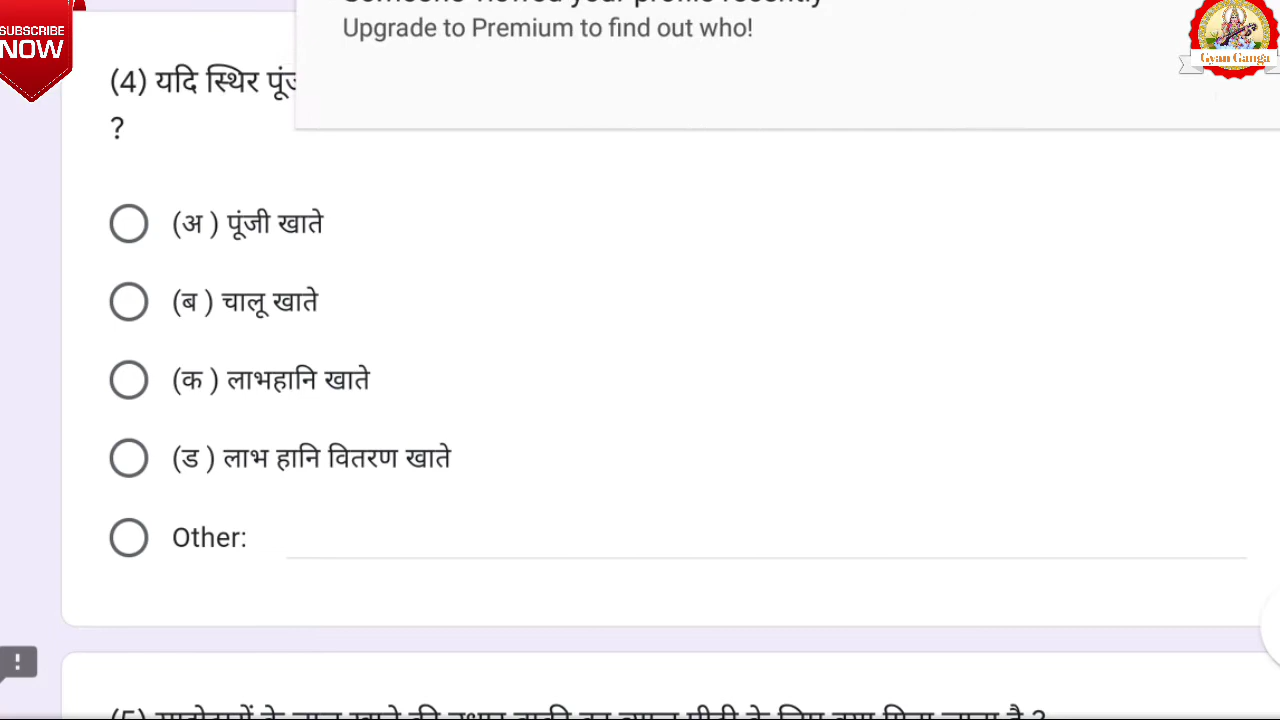 SUBSCRIBE
NOW
Upgrade to Premium to find out who!
Gyan Ganga
(4) यदि स्थिर
?
(अ ) पूंजी खाते
(ब ) चालू खाते
(क ) लाभहानि खाते
(ड ) लाभ हानि वितरण खाते
Other:
!